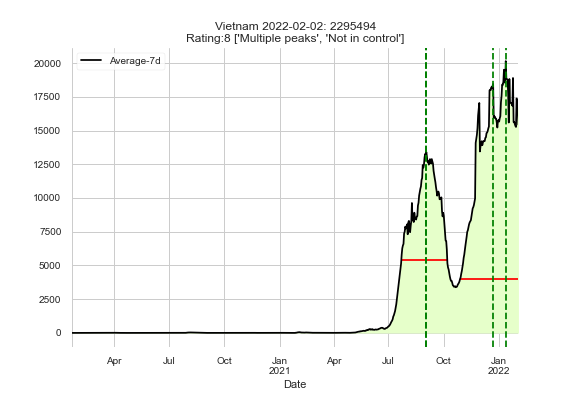 Vietnam 2022-02-02: 2295494
Rating:8 ['Multiple peaks', 'Not in control']
Average-7d
20000
17500
15000
12500
10000
7500
5000
2500
0
Apr Jul Oct Jan Apr Jul Oct Jan
2021 2022
Date